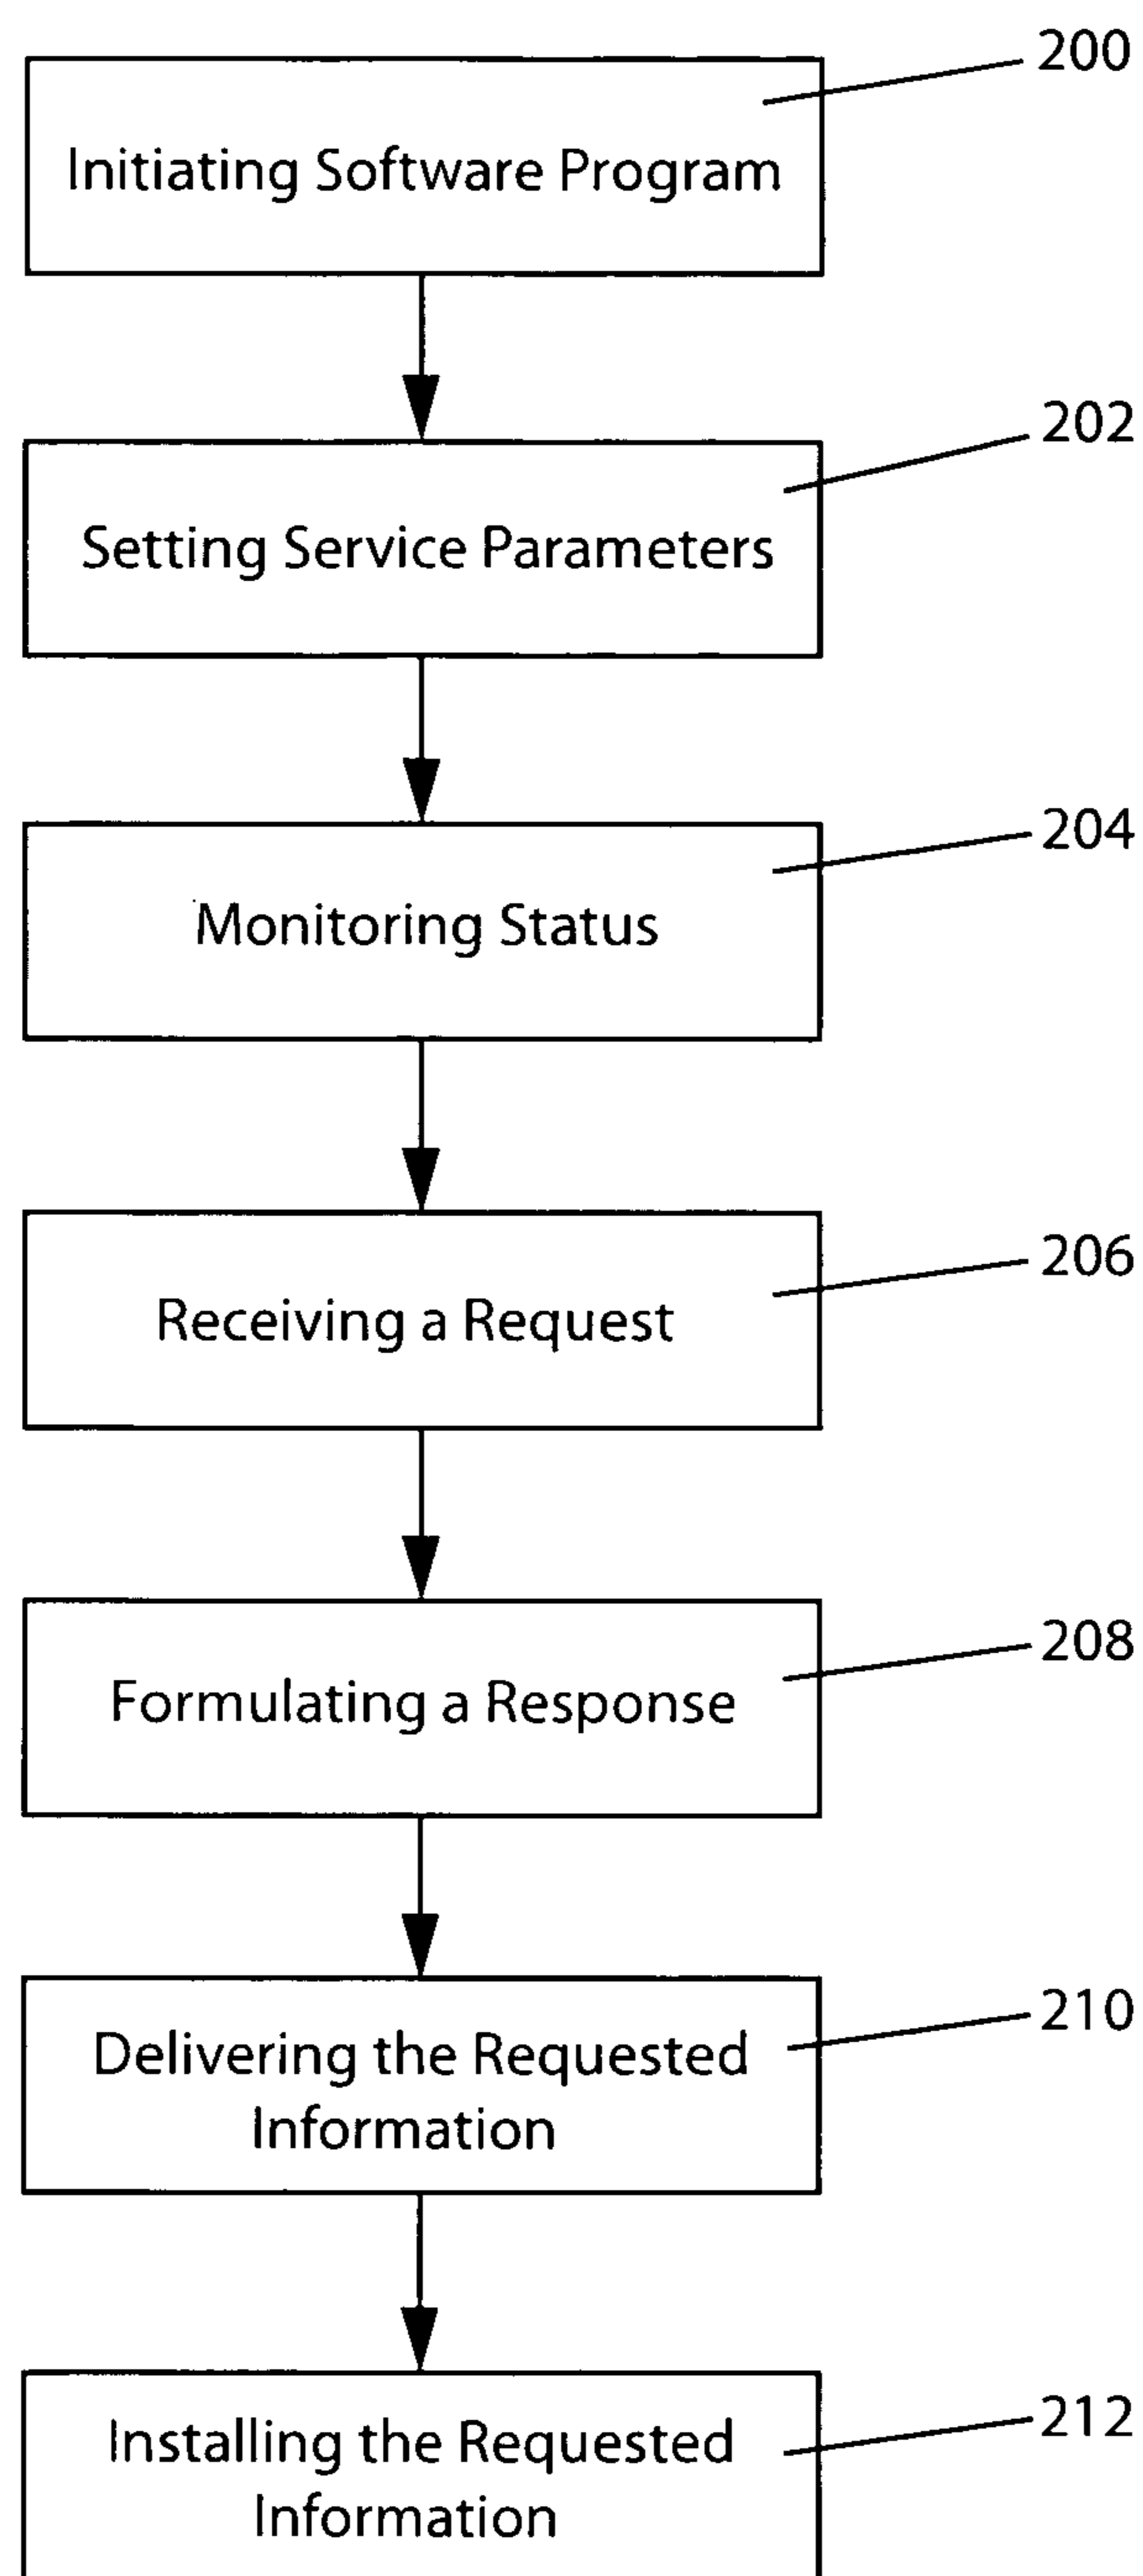 200
Initiating Software Program
202
Setting Service Parameters
204
Monitoring Status
206
Receiving a Request
208
Formulating a Response
210
Delivering the Requested
Information
212
Installing the Requested
Information